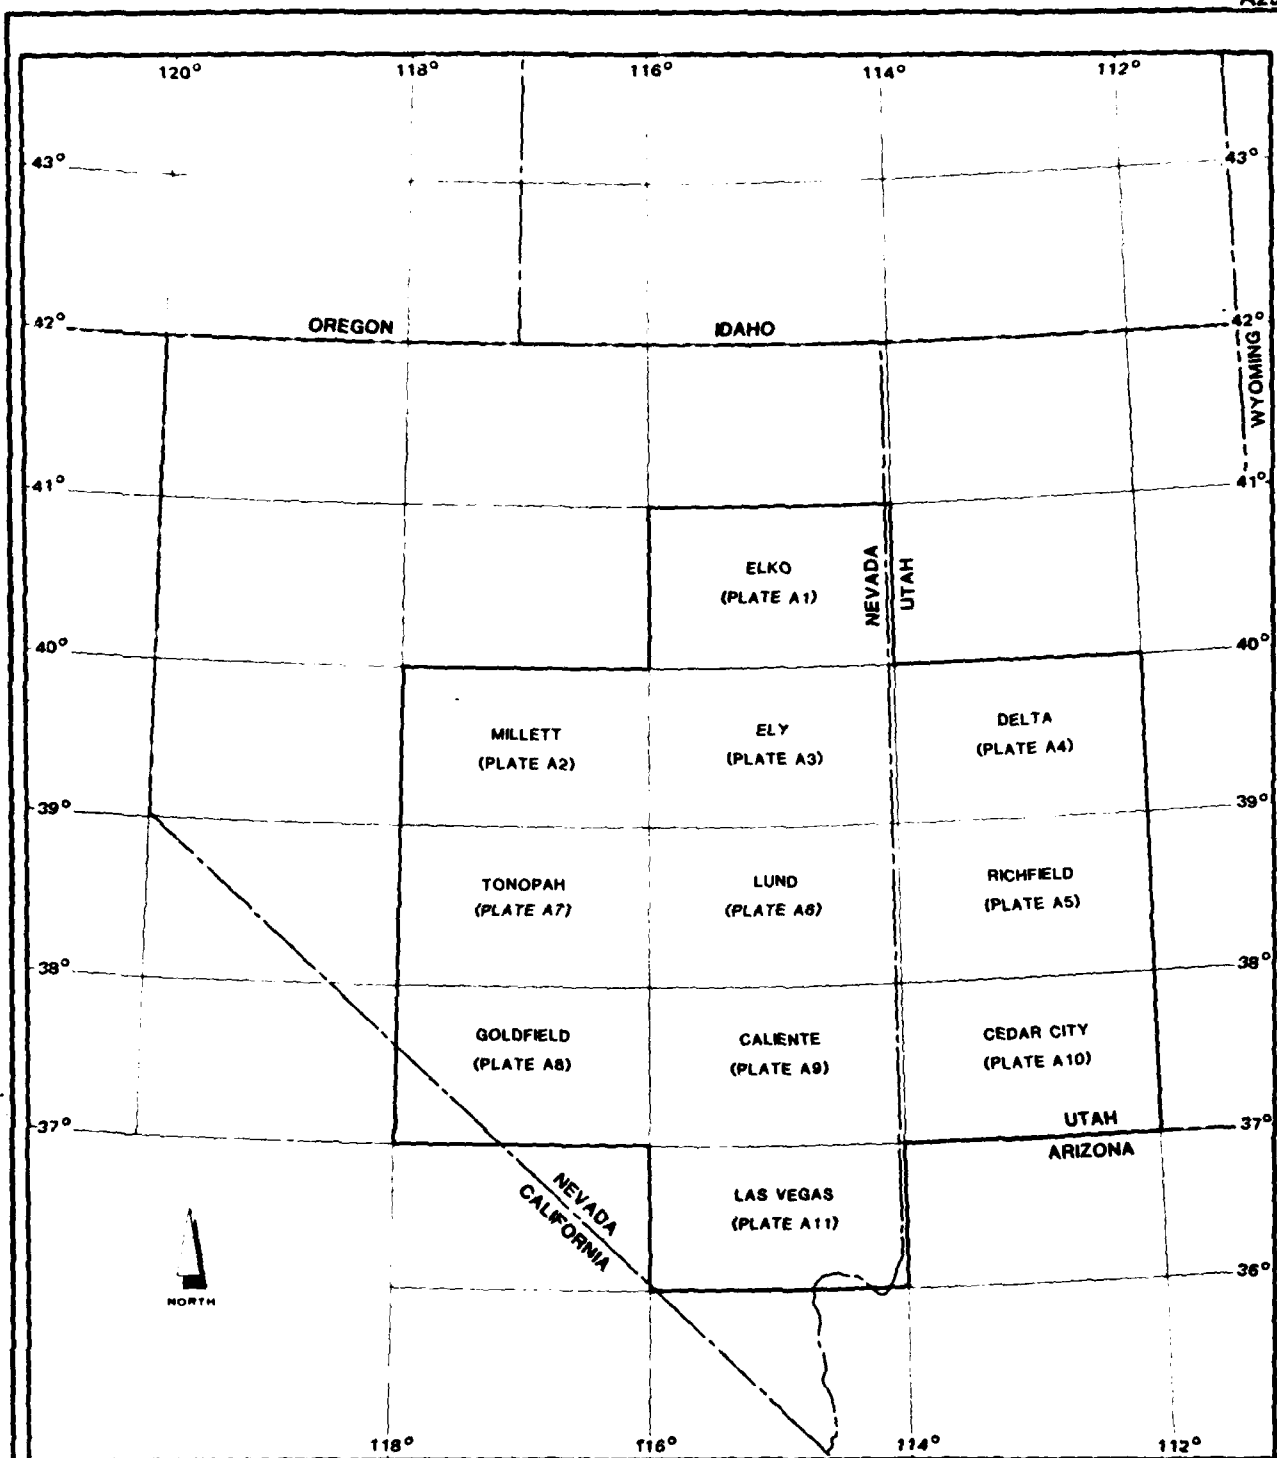 120°
118°
116°
114°
112°
43°
43°
42°
OREGON
IDAHO
42°
WYOMING
41°
41°
ELKO
(PLATE A1)
NEVADA
UTAH
40°
40°
MILLETT
(PLATE A2)
ELY
(PLATE A3)
DELTA
(PLATE A4)
39°
39°
TONOPAH
(PLATE A7)
LUND
(PLATE A6)
RICHFIELD
(PLATE A5)
38°
38°
GOLDFIELD
(PLATE A8)
CALIENTE
(PLATE A9)
CEDAR CITY
(PLATE A10)
37°
UTAH
37°
ARIZONA
NEVADA
CALIFORNIA
LAS VEGAS
(PLATE A11)
36°
NORTH
118°
116°
114°
112°